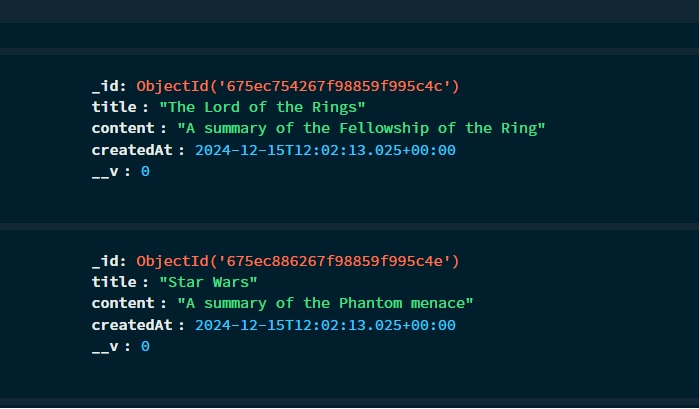 _id: ObjectId('675ec754267f98859f995c4c')
title : "The Lord of the Rings"
content : "A summary of the Fellowship of the Ring"
createdAt : 2024-12-15T12:02:13.025+00:00
__v : 0
_id: ObjectId('675ec886267f98859f995c4e')
title : "Star Wars"
content : "A summary of the Phantom menace"
createdAt : 2024-12-15T12:02:13.025+00:00
__v : 0